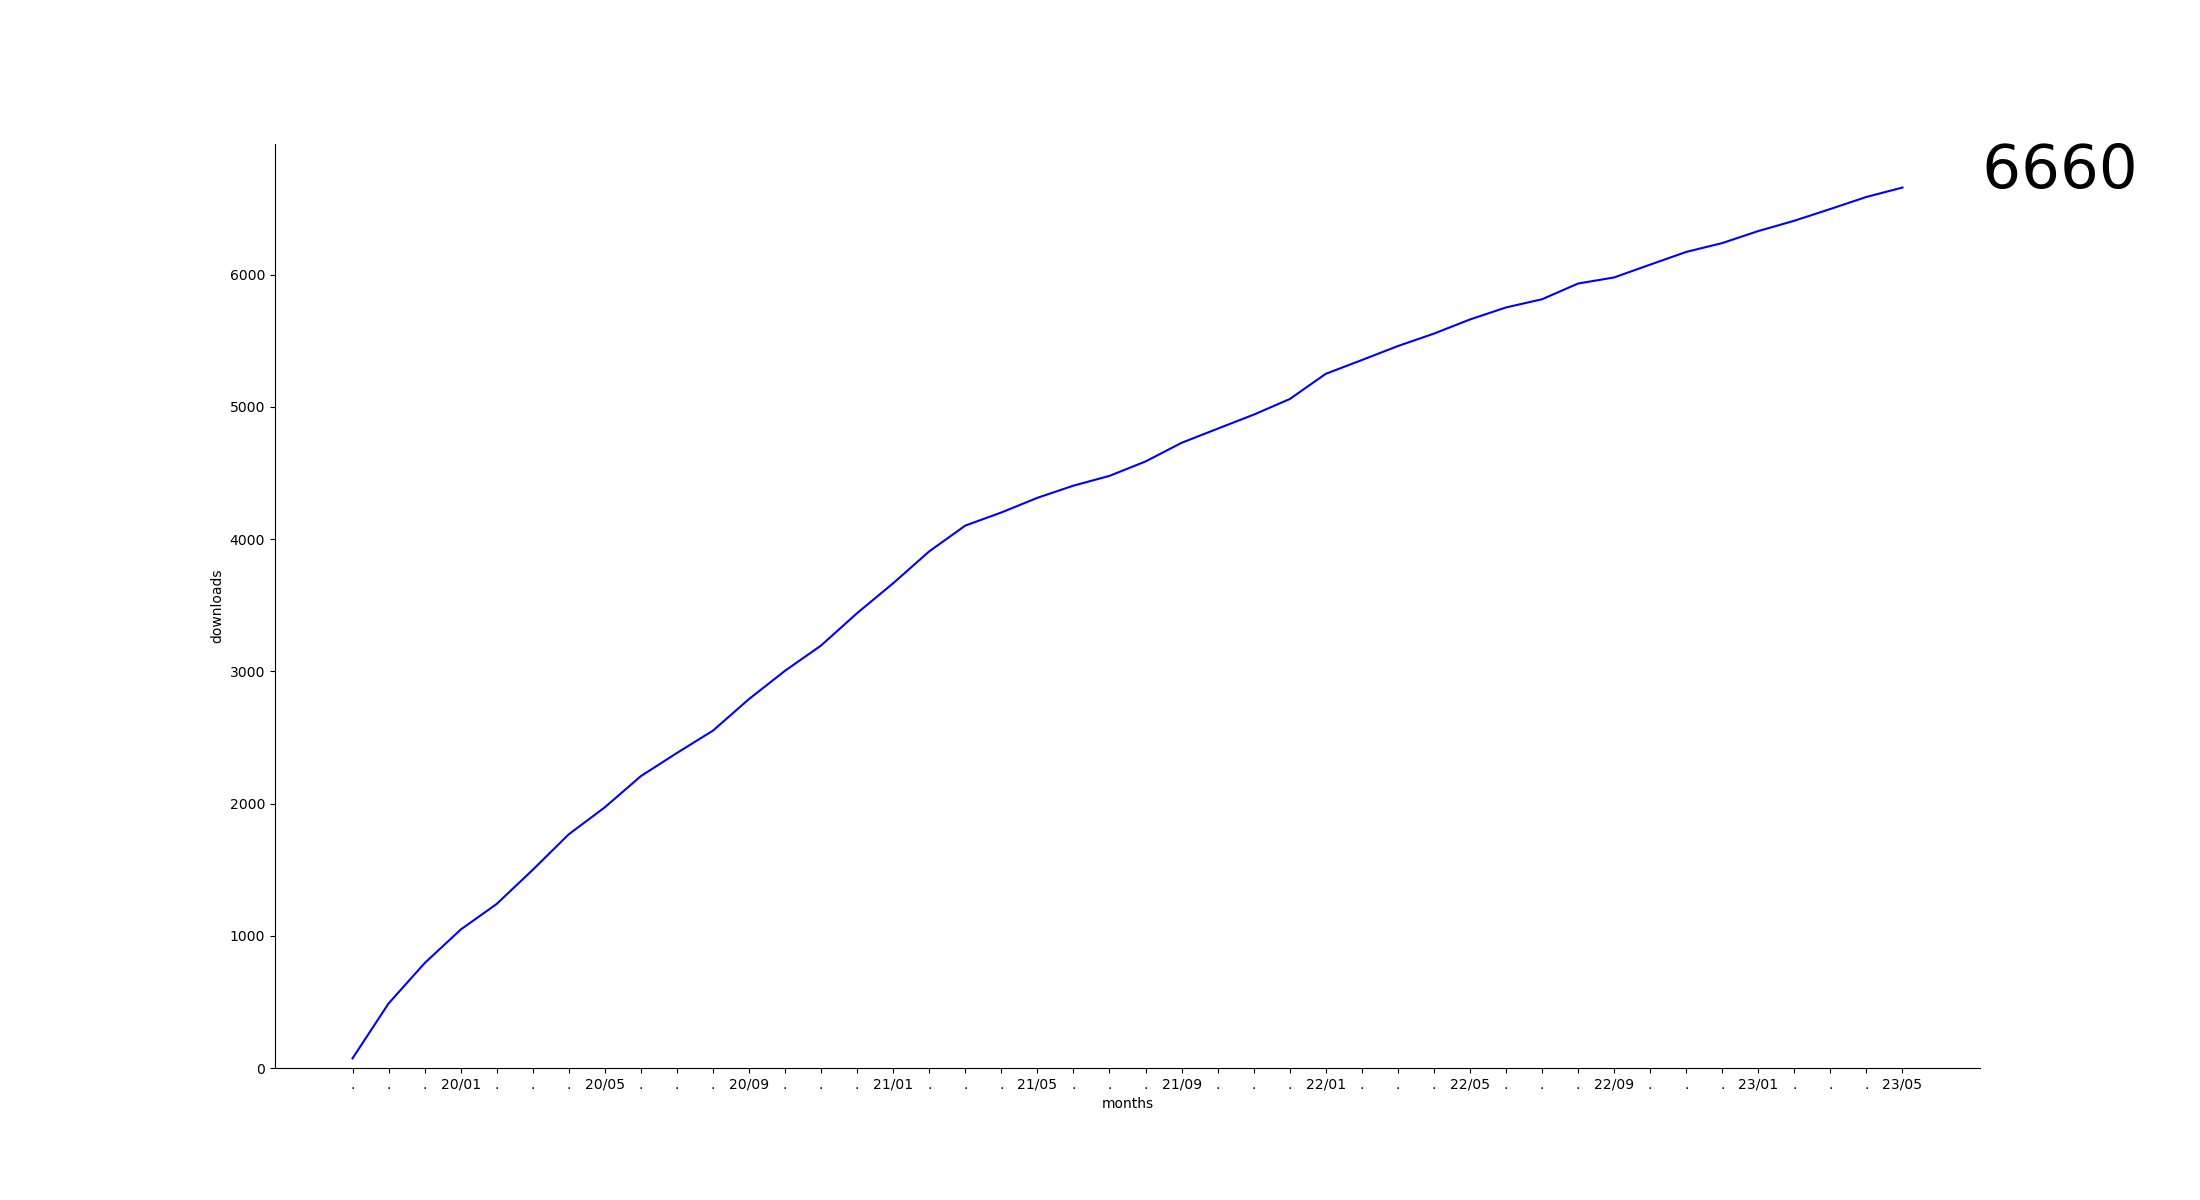 6660
6000
5000
4000
3000
2000
1000
0
downloads
. . . 20/01 . . . 20/05 . . . 20/09 . . . 21/01 . . . 21/05 . . . 21/09 . . . 22/01 . . . 22/05 . . . 22/09 . . . 23/01 . . . 23/05
months